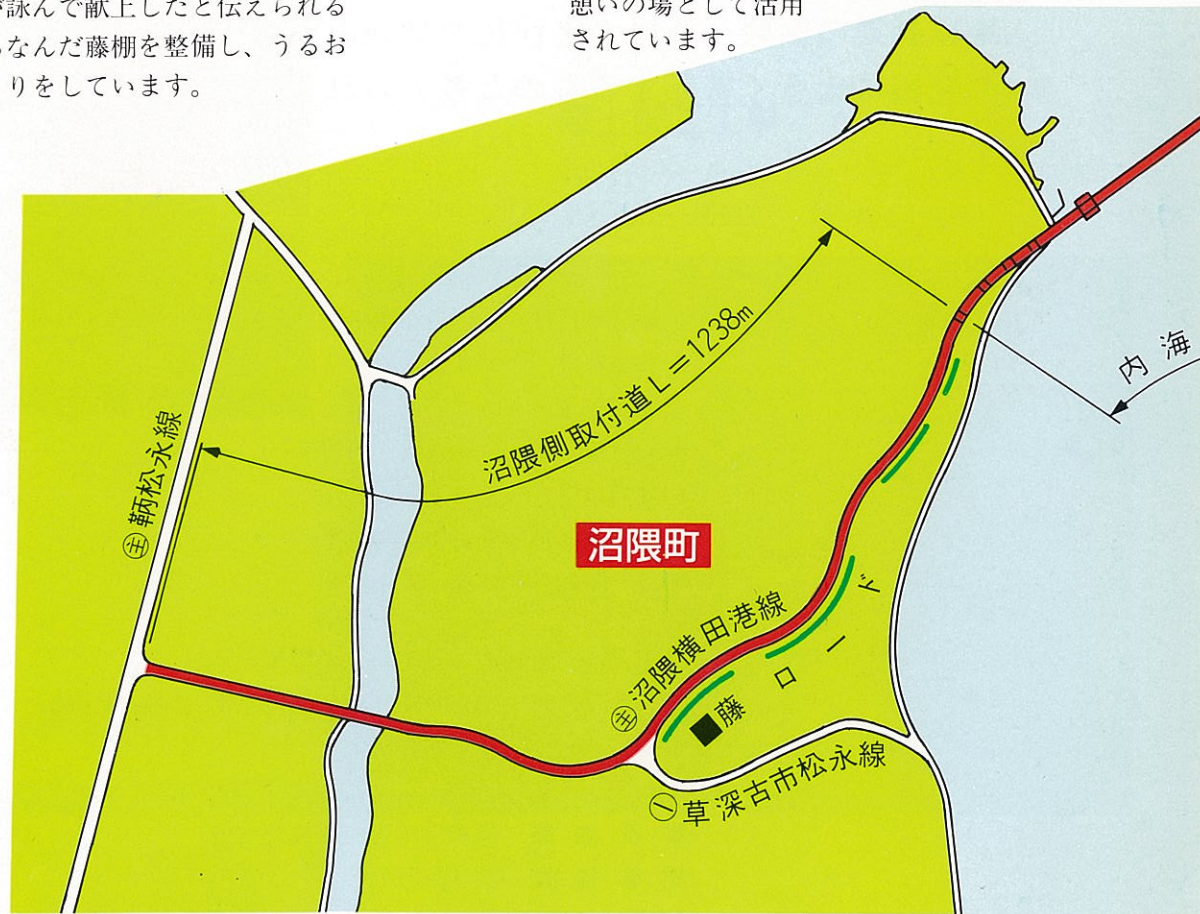 が詠んで献上したと伝えられる
なんだ藤棚を整備し、うるお
りをしています。
憩いの場として活用
されています。
沼隈側取付道L=1238m
内海
主 鞆松永線
沼隈町
主 沼隈横田港線
藤ロード
一 草深古市松永線